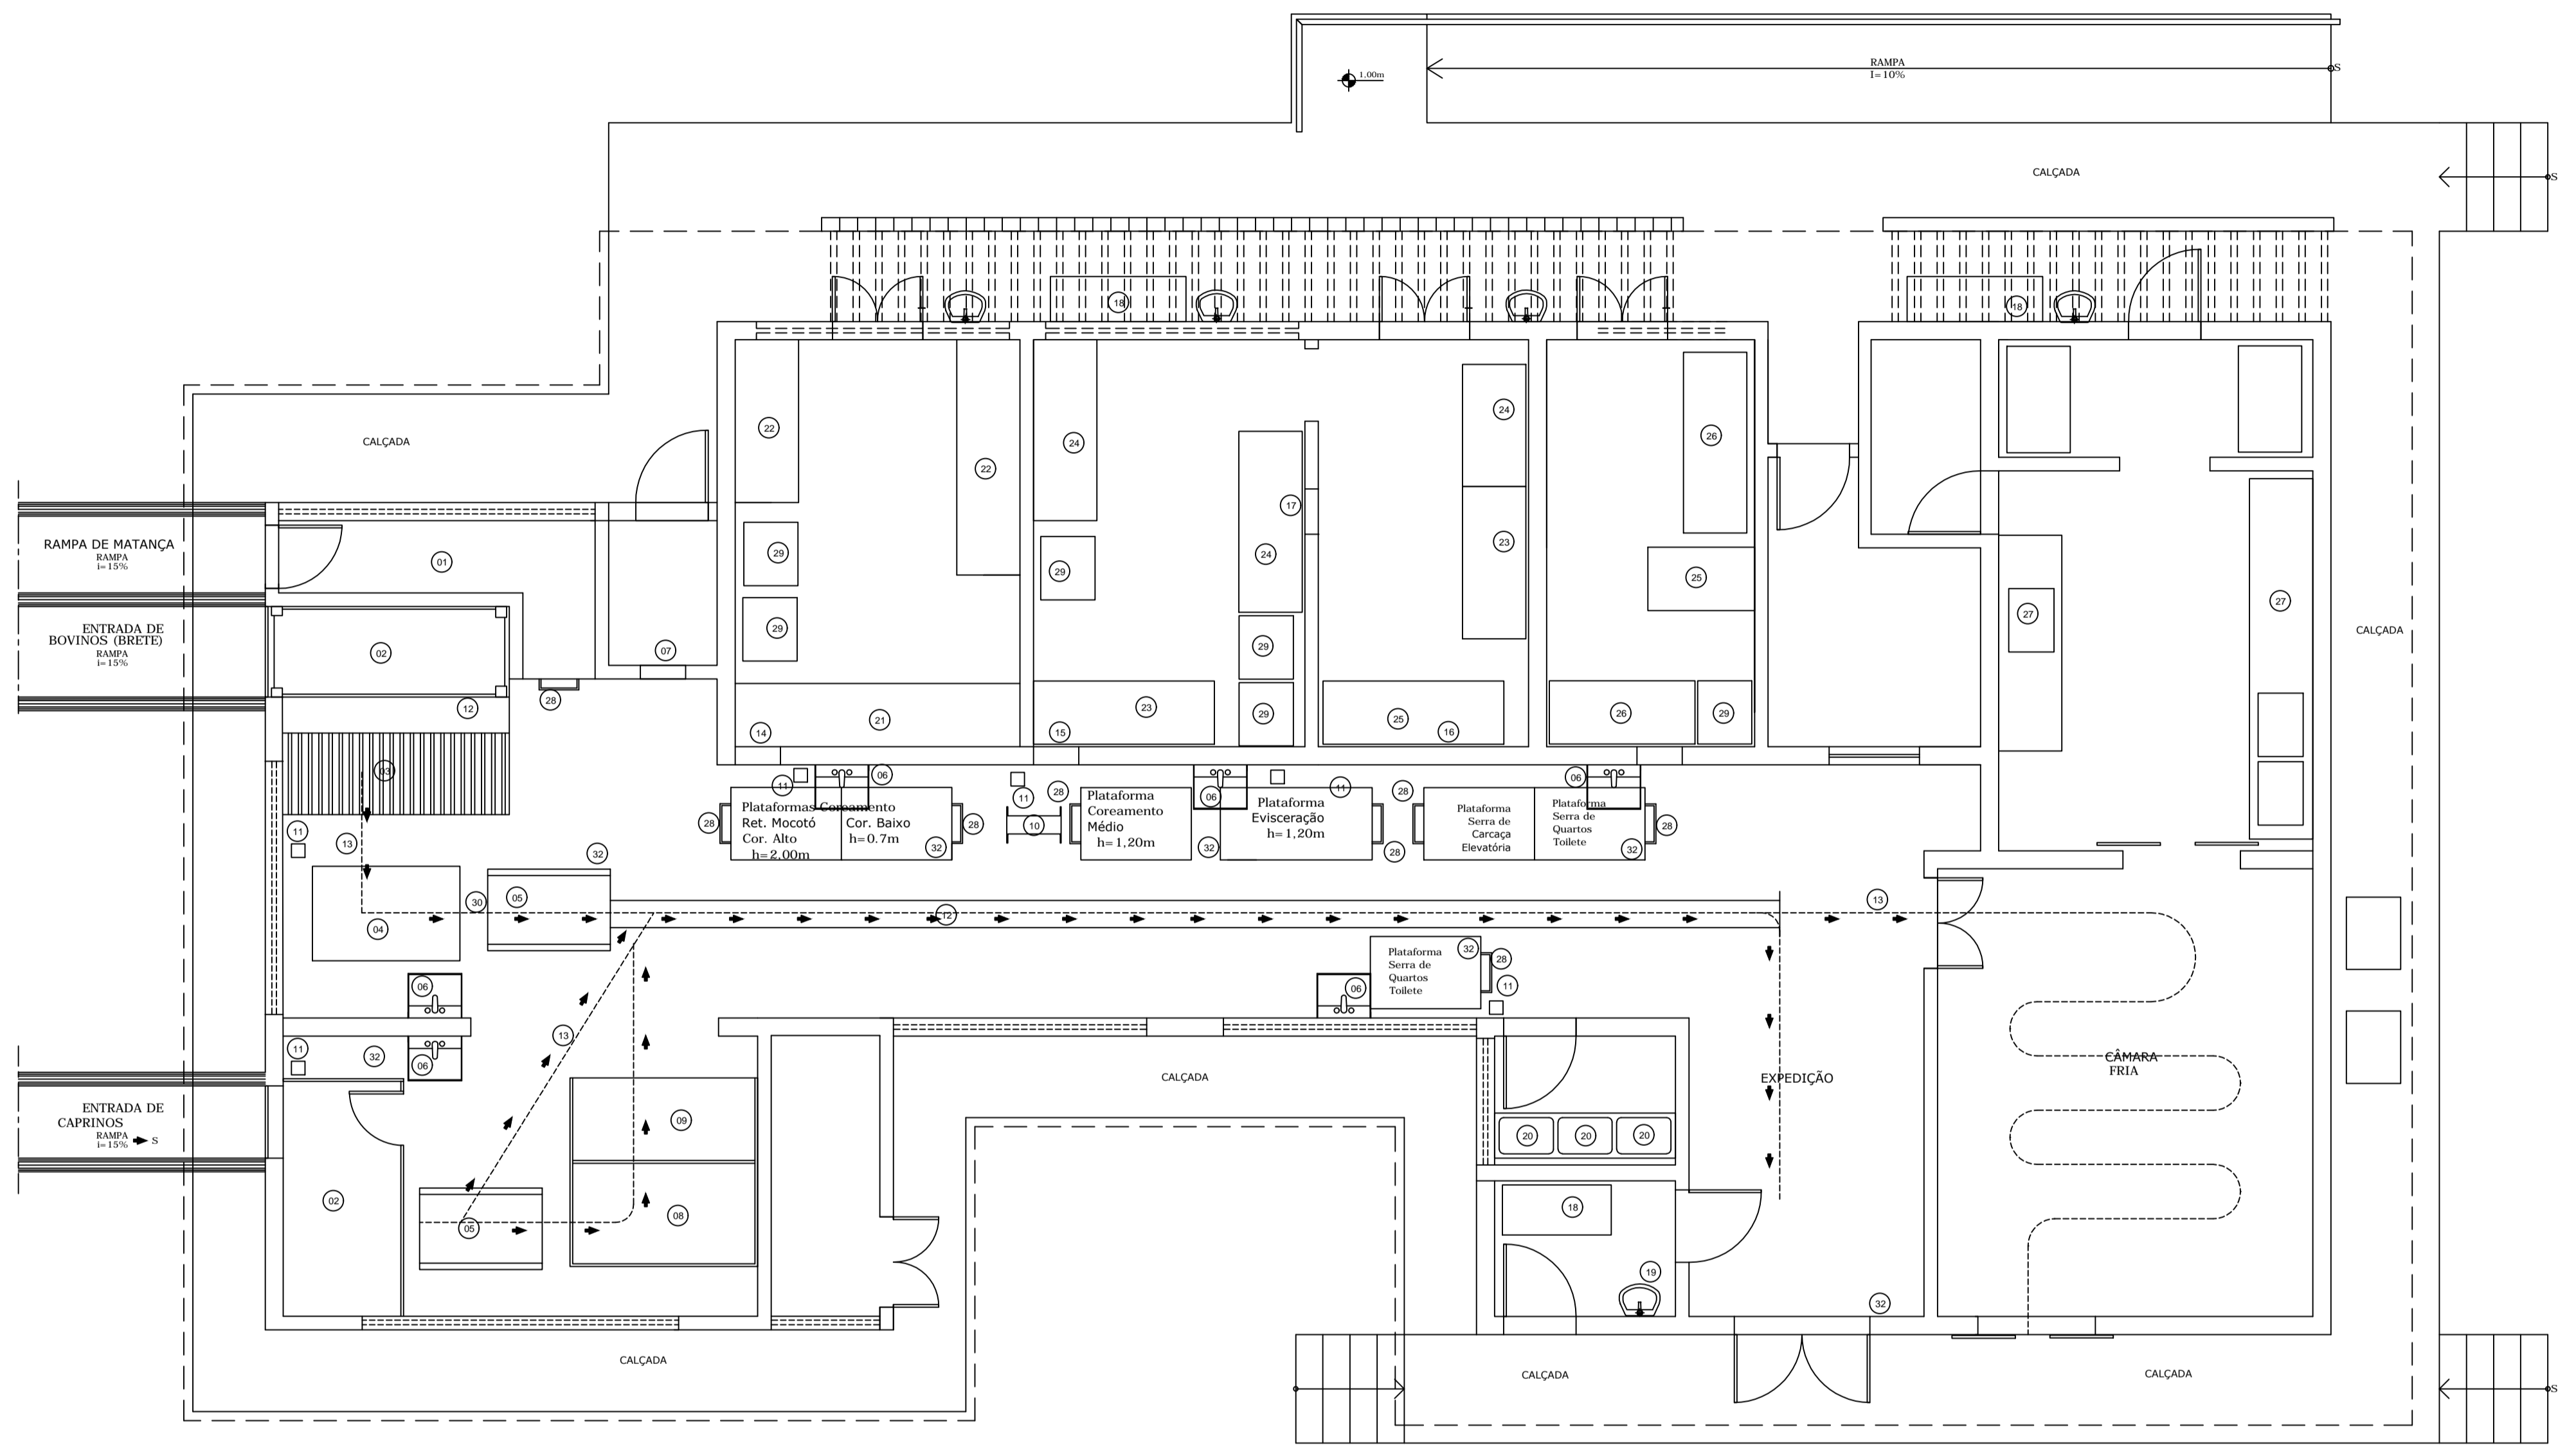 1,00m
RAMPA
I=10%
S
CALÇADA
S
18
18
CALÇADA
22
24
24
26
22
17
RAMPA DE MATANÇA
RAMPA
i=15%
01
29
29
24
23
25
27
27
ENTRADA DE
BOVINOS (BRETE)
RAMPA
i=15%
02
07
29
29
CALÇADA
28
12
14
21
15
23
29
25
16
26
29
03
11
06
11
28
06
11
28
06
28
Plataformas Coreamento
Ret. Mocotó
Cor. Alto
h=2,00m
Cor. Baixo
h=0.7m
32
28
10
Plataforma
Coreamento
Médio
h=1,20m
32
Plataforma
Evisceração
h=1,20m
28
Plataforma
Serra de
Carcaça
Elevatória
Plataforma
Serra de
Quartos
Toilete
32
28
11
13
32
30
05
04
12
13
Plataforma
Serra de
Quartos
Toilete
32
28
11
06
06
13
11
32
06
CÂMARA
FRIA
EXPEDIÇÃO
CALÇADA
ENTRADA DE
CAPRINOS
RAMPA
i=15%
S
09
20
20
20
02
08
05
18
19
32
CALÇADA
CALÇADA
CALÇADA
S